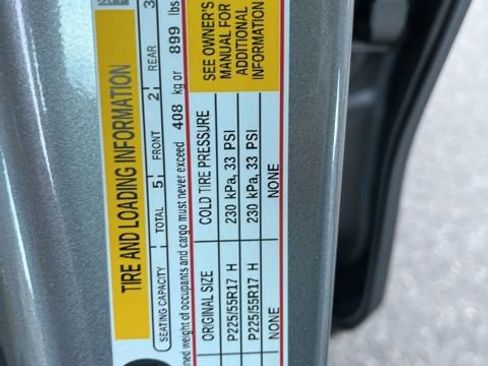 TIRE AND LOADING INFORMATION
SEATING CAPACITY TOTAL 5 FRONT 2 REAR 3
weight of occupants and cargo must never exceed 408 kg or 899 lbs
ORIGINAL SIZE COLD TIRE PRESSURE SEE OWNER'S
MANUAL FOR
ADDITIONAL
INFORMATION
P225/55R17 H 230 kPa, 33 PSI
P225/55R17 H 230 kPa, 33 PSI
NONE NONE